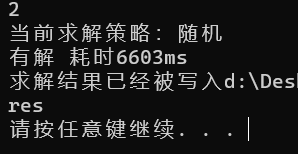 2
当前求解策略: 随机
有解 耗时6603ms
求解结果已经被写入d:\Des
res
请按任意键继续. . .